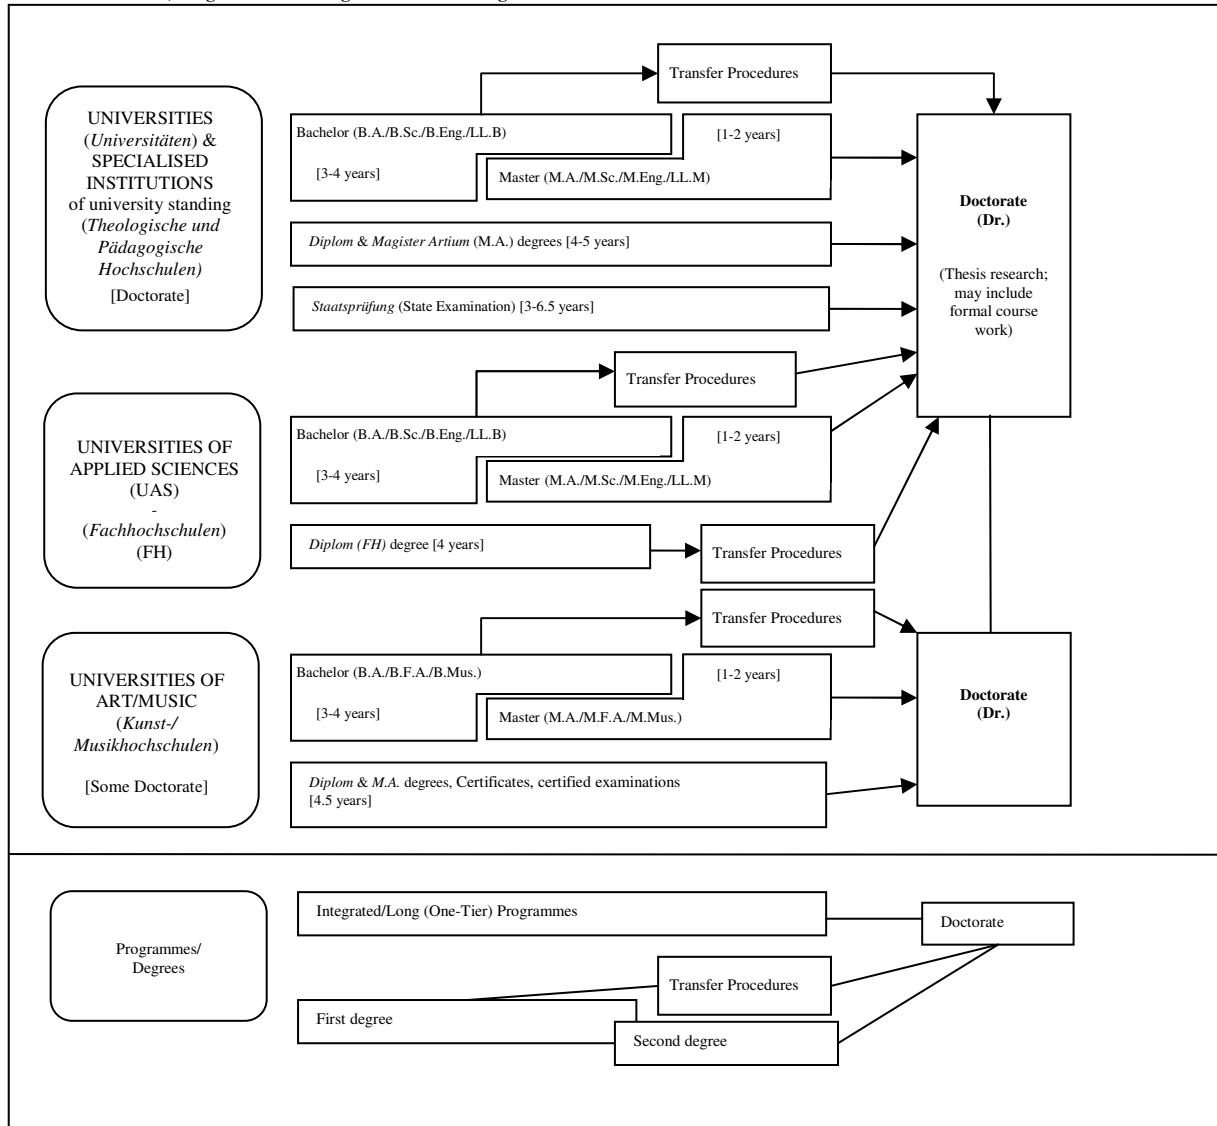 Transfer Procedures
UNIVERSITIES
(Universitäten) &
SPECIALISED
INSTITUTIONS
of university standing
(Theologische und
Pädagogische
Hochschulen)
[Doctorate]
Bachelor (B.A./B.Sc./B.Eng./LL.B)
[3-4 years]
[1-2 years]
Master (M.A./M.Sc./M.Eng./LL.M)
Diplom & Magister Artium (M.A.) degrees [4-5 years]
Staatsprüfung (State Examination) [3-6.5 years]
Doctorate
(Dr.)
(Thesis research;
may include
formal course
work)
Transfer Procedures
UNIVERSITIES OF
APPLIED SCIENCES
(UAS)
-
(Fachhochschulen)
(FH)
Bachelor (B.A./B.Sc./B.Eng./LL.B)
[3-4 years]
[1-2 years]
Master (M.A./M.Sc./M.Eng./LL.M)
Diplom (FH) degree [4 years]
Transfer Procedures
Transfer Procedures
UNIVERSITIES OF
ART/MUSIC
(Kunst-/
Musikhochschulen)
[Some Doctorate]
Bachelor (B.A./B.F.A./B.Mus.)
[3-4 years]
[1-2 years]
Master (M.A./M.F.A./M.Mus.)
Diplom & M.A. degrees, Certificates, certified examinations
[4.5 years]
Doctorate
(Dr.)
Programmes/
Degrees
Integrated/Long (One-Tier) Programmes
Doctorate
Transfer Procedures
First degree
Second degree